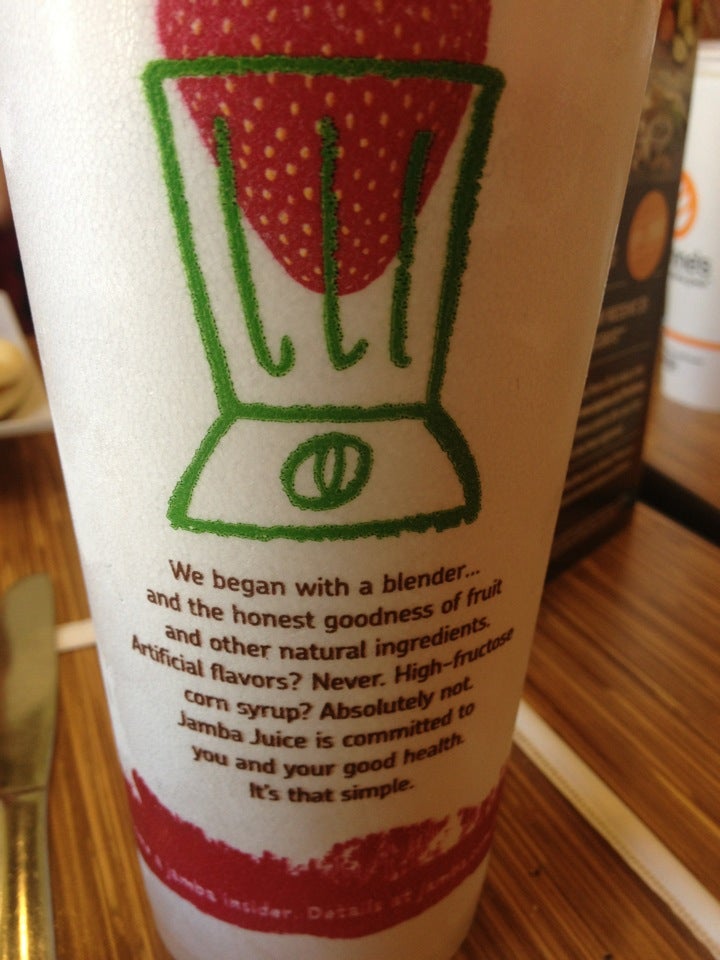 We began with a blender...
and the honest goodness of fruit
and other natural ingredients.
Artificial flavors? Never. High-fructose
corn syrup? Absolutely not.
Jamba Juice is committed to
you and your good health.
It's that simple.
jamba insider. Details at